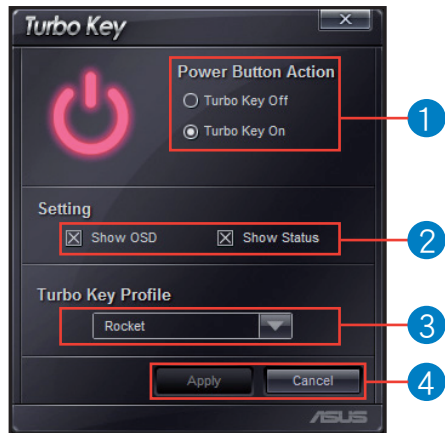 Turbo Key
Power Button Action
Turbo Key Off
Turbo Key On
1
Setting
Show OSD Show Status
2
Turbo Key Profile
Rocket
3
Apply Cancel
4
ASUS